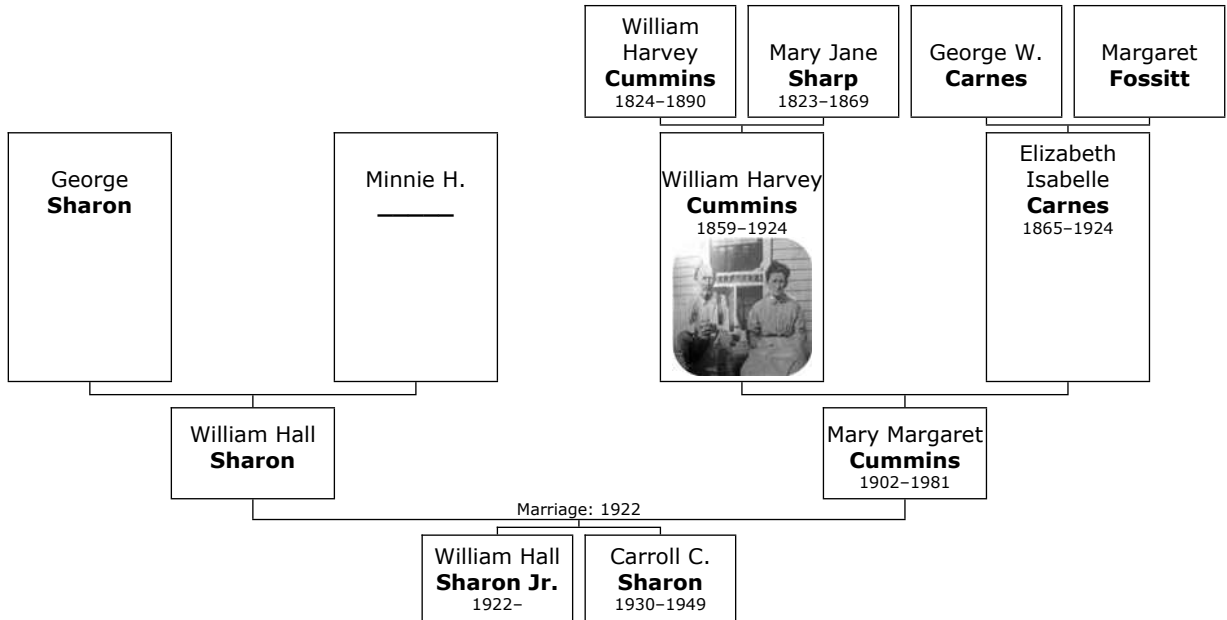 William
Harvey
Cummins
1824–1890
Mary Jane
Sharp
1823–1869
George W.
Carnes
Margaret
Fossitt
George
Sharon
Minnie H.
William Harvey
Cummins
1859–1924
Elizabeth
Isabelle
Carnes
1865–1924
William Hall
Sharon
Mary Margaret
Cummins
1902–1981
Marriage: 1922
William Hall
Sharon Jr.
1922–
Carroll C.
Sharon
1930–1949